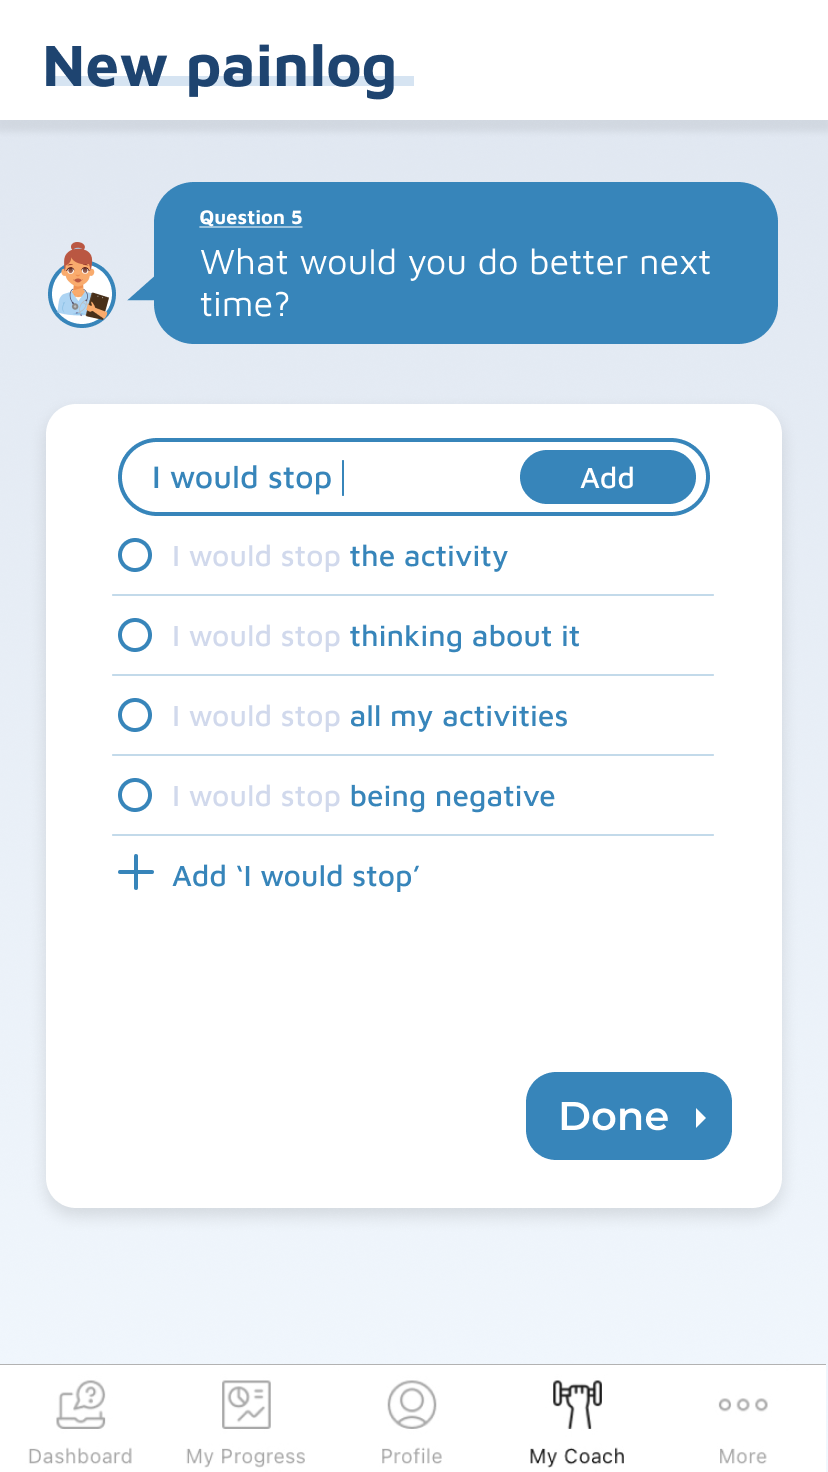 New painlog
Question 5
What would you do better next
time?
I would stop
Add
I would stop the activity
I would stop thinking about it
I would stop all my activities
I would stop being negative
Add ‘I would stop’
Done
Dashboard
My Progress
Profile
My Coach
More